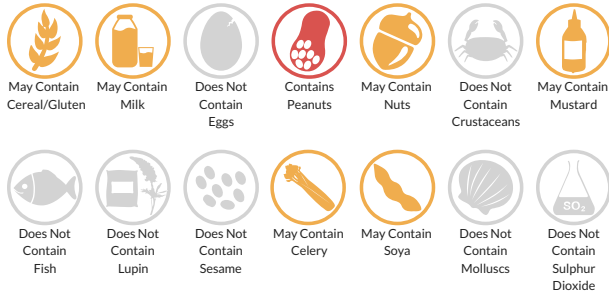 May Contain
Cereal/Gluten
May Contain
Milk
Does Not
Contain
Eggs
Contains
Peanuts
May Contain
Nuts
Does Not
Contain
Crustaceans
May Contain
Mustard
Does Not
Contain
Fish
Does Not
Contain
Lupin
Does Not
Contain
Sesame
May Contain
Celery
May Contain
Soya
Does Not
Contain
Molluscs
SO₂
Does Not
Contain
Sulphur
Dioxide